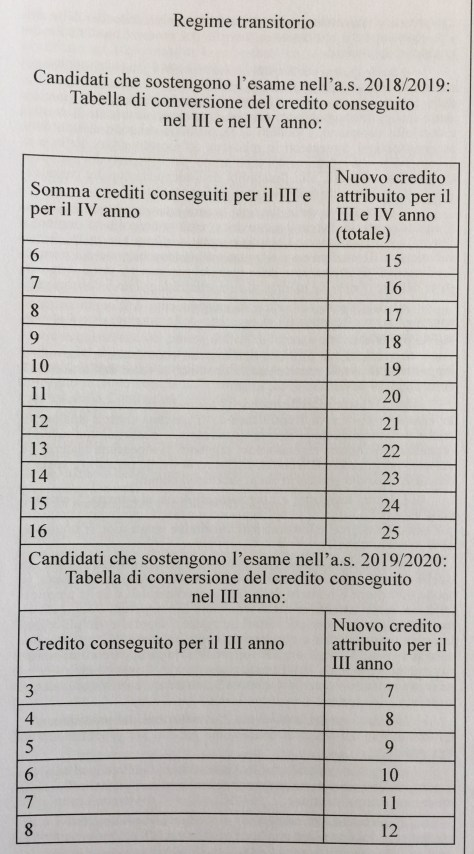 Regime transitorio
Candidati che sostengono l'esame nell'a.s. 2018/2019:
Tabella di conversione del credito conseguito
nel III e nel IV anno:
Somma crediti conseguiti per il III e
per il IV anno
Nuovo credito
attribuito per il
III e IV anno
(totale)
6 15
7 16
8 17
9 18
10 19
11 20
12 21
13 22
14 23
15 24
16 25
Candidati che sostengono l'esame nell'a.s. 2019/2020:
Tabella di conversione del credito conseguito
nel III anno:
Credito conseguito per il III anno
Nuovo credito
attribuito per il
III anno
3 7
4 8
5 9
6 10
7 11
8 12